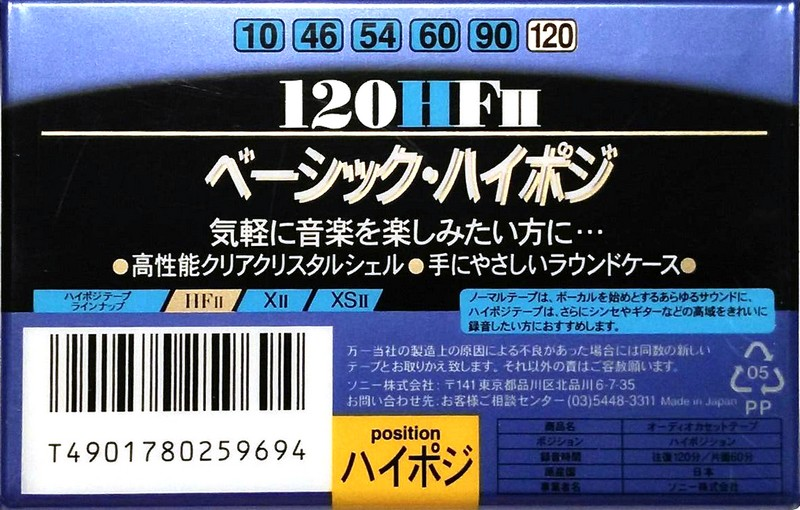 10 46 54 60 90 120
120HFII
ベーシック・ハイポジ
気軽に音楽を楽しみたい方に…
●高性能クリアクリスタルシェル●手にやさしいラウンドケース●
ハイポジテープ
ラインナップ
HFII XII XSII
ノーマルテープは、ボーカルを始めとするあらゆるサウンドに、
ハイポジテープは、さらにシンセやギターなどの高域をきれいに
録音したい方におすすめします。
万一当社の製造上の原因による不良があった場合には同数の新しい
テープとお取りかえ致します。それ以外の責はご容赦願います。
ソニー株式会社: 〒141 東京都品川区北品川 6-7-35
お問い合わせ先: お客様ご相談センター (03)5448-3311 Made in Japan
05
PP
T4901780259694
position
ハイポジ
商品名 オーディオカセットテープ
ポジション ハイポジション
録音時間 往復120分/片面60分
原産国 日本
事業者名 ソニー株式会社